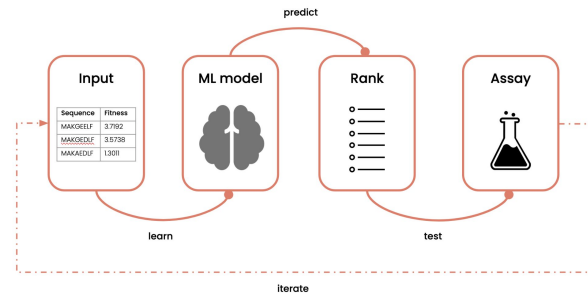 predict
Input
ML model
Rank
Assay
Sequence Fitness
MAKGEELF 3.7192
MAKGEDLF 3.5738
MAKAEDLF 1.3011
learn
test
iterate